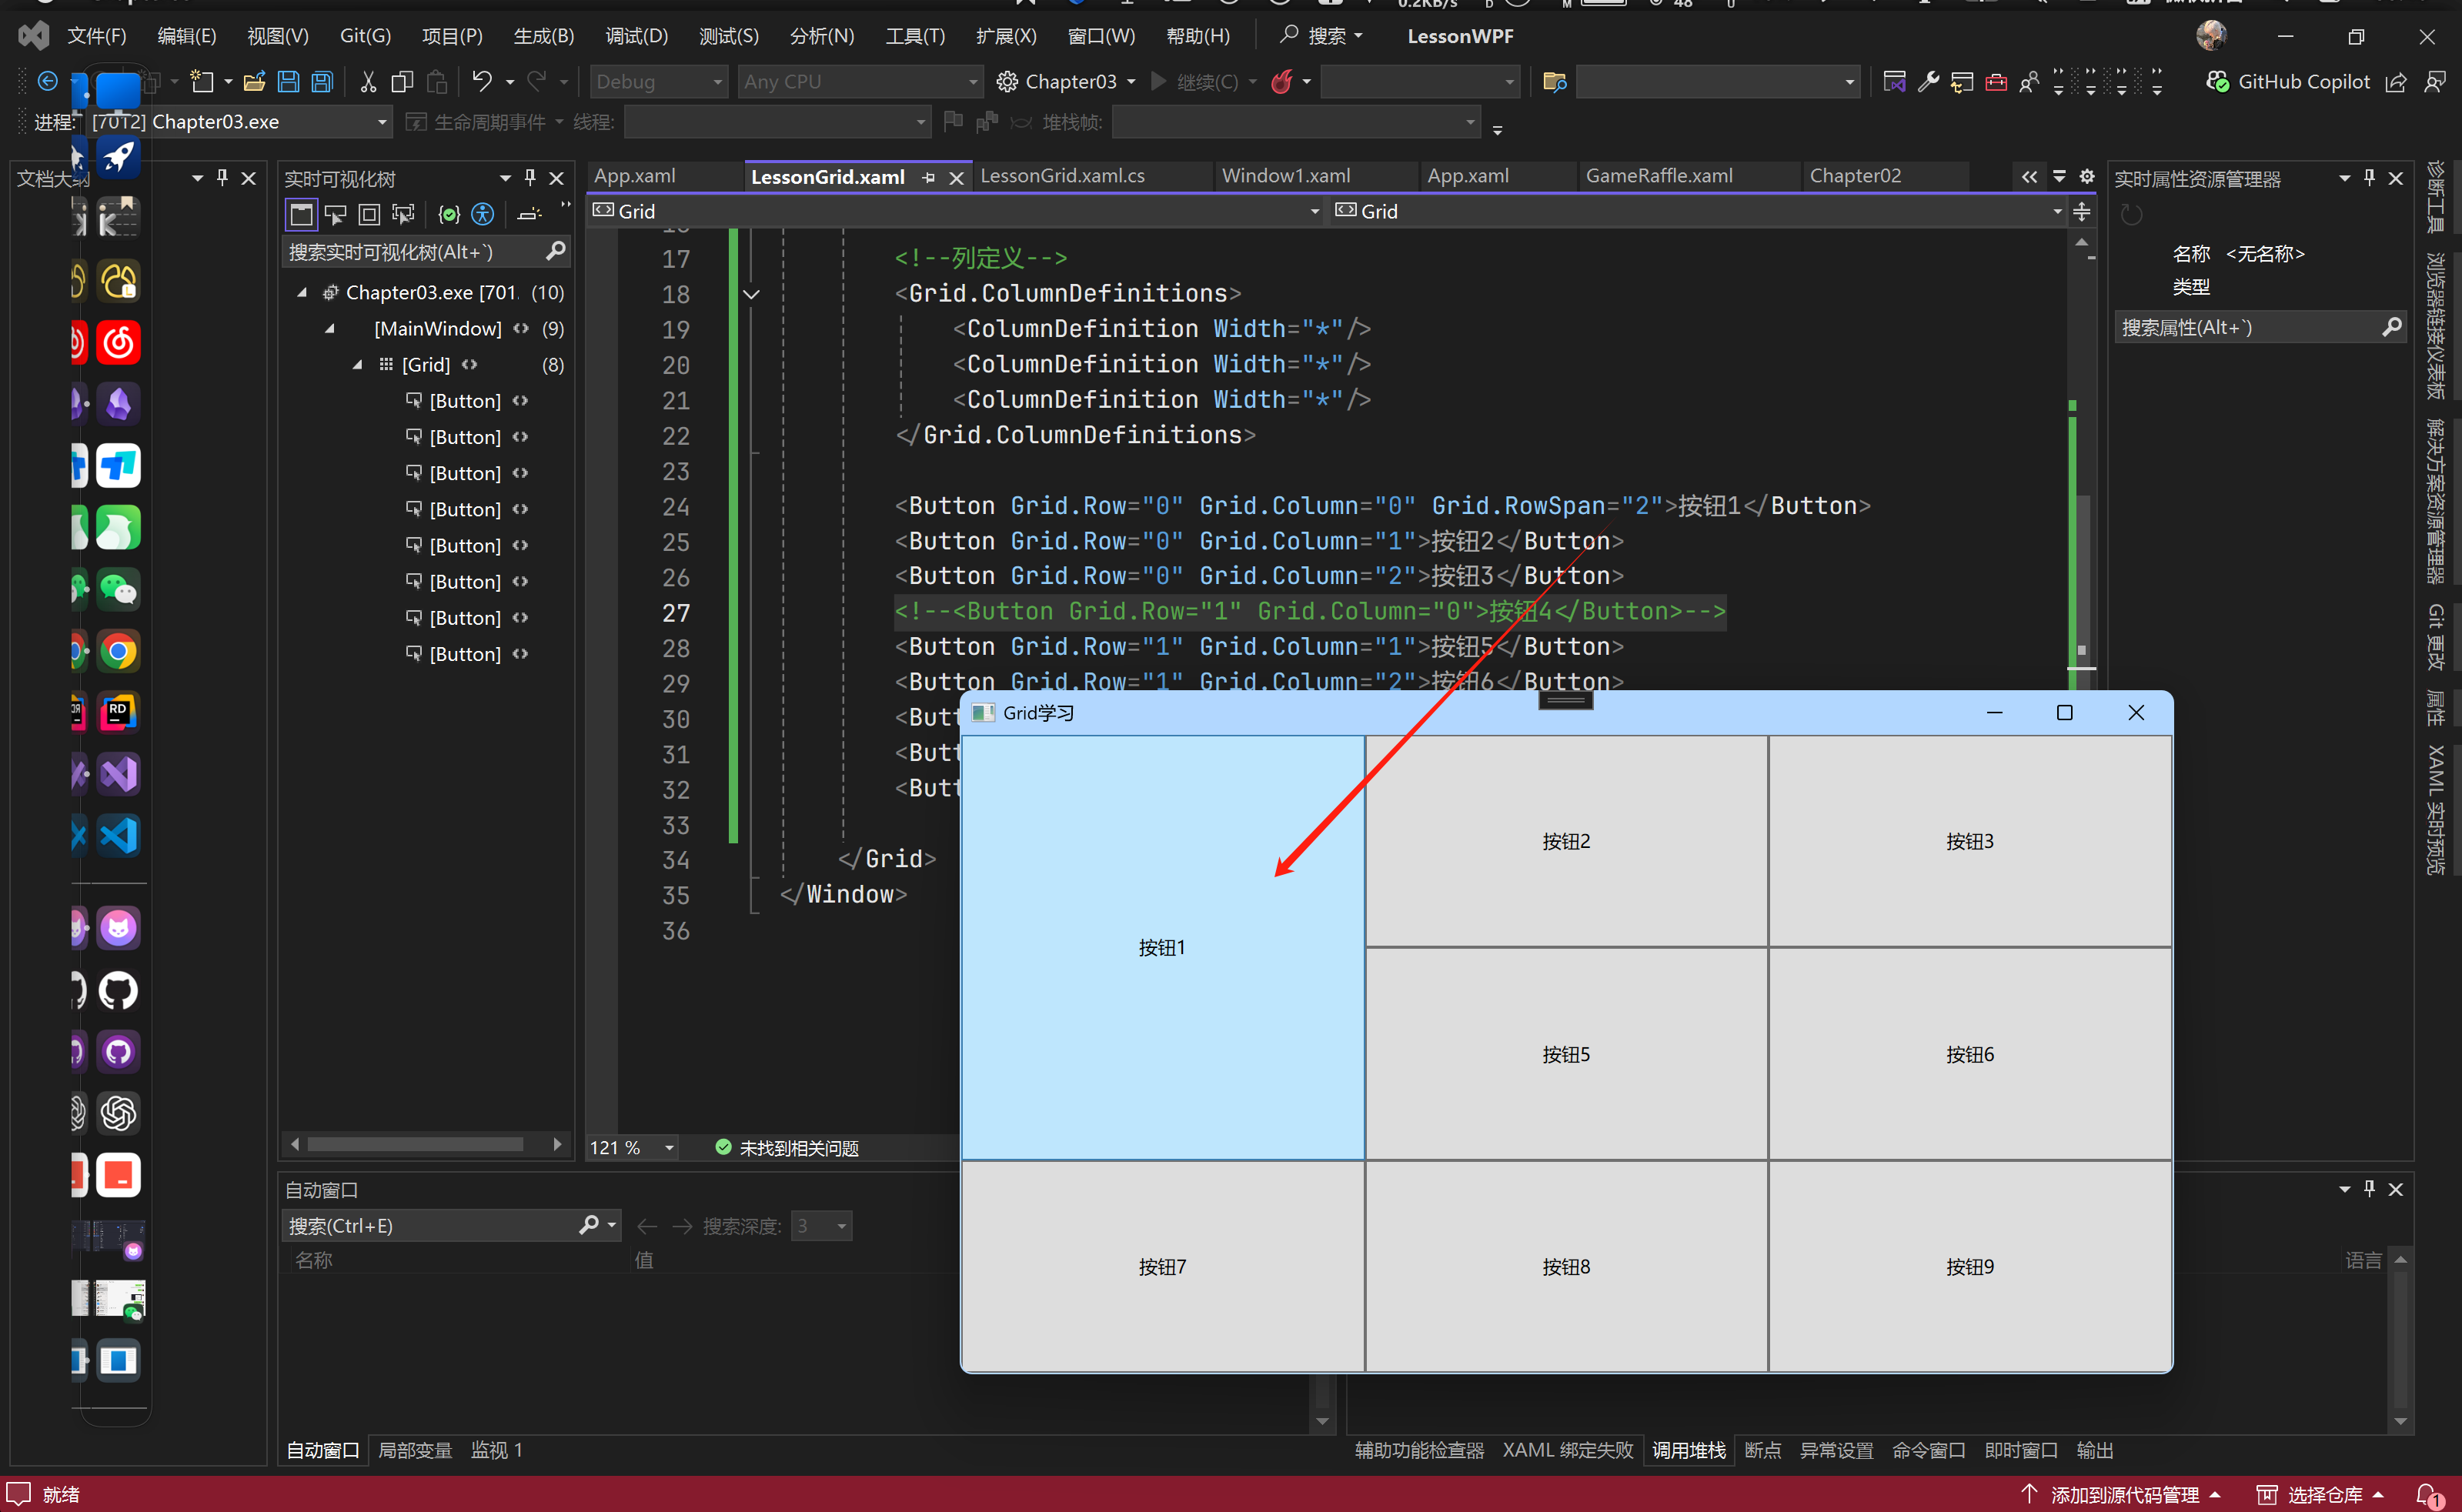 0.2KB/s
48
文件(F) 编辑(E) 视图(V) Git(G) 项目(P) 生成(B) 调试(D) 测试(S) 分析(N) 工具(T) 扩展(X) 窗口(W) 帮助(H) 搜索 LessonWPF
Debug Any CPU Chapter03 继续(C) GitHub Copilot
进程: [7012] Chapter03.exe 生命周期事件 线程: 堆栈帧:
文档大纲
实时可视化树
App.xaml LessonGrid.xaml LessonGrid.xaml.cs Window1.xaml App.xaml GameRaffle.xaml Chapter02
实时属性资源管理器
Grid Grid
搜索实时可视化树(Alt+`)
Chapter03.exe [701. (10)
[MainWindow] (9)
[Grid] (8)
[Button]
[Button]
[Button]
[Button]
[Button]
[Button]
[Button]
[Button]
17 <!--列定义-->
18 <Grid.ColumnDefinitions>
19 <ColumnDefinition Width="*"/>
20 <ColumnDefinition Width="*"/>
21 <ColumnDefinition Width="*"/>
22 </Grid.ColumnDefinitions>
23
24 <Button Grid.Row="0" Grid.Column="0" Grid.RowSpan="2">按钮1</Button>
25 <Button Grid.Row="0" Grid.Column="1">按钮2</Button>
26 <Button Grid.Row="0" Grid.Column="2">按钮3</Button>
27 <!--<Button Grid.Row="1" Grid.Column="0">按钮4</Button>-->
28 <Button Grid.Row="1" Grid.Column="1">按钮5</Button>
29 <Button Grid.Row="1" Grid.Column="2">按钮6</Button>
30 <Butt
31 <Butt
32 <Butt
33
34 </Grid>
35 </Window>
36
名称 <无名称>
类型
搜索属性(Alt+`)
诊断工具
浏览器链接仪表板
解决方案资源管理器
Git 更改
属性
XAML 实时预览
RD
Grid学习
按钮1
按钮2
按钮3
按钮5
按钮6
按钮7
按钮8
按钮9
121 % 未找到相关问题
自动窗口
搜索(Ctrl+E) 搜索深度: 3
名称 值
语言
自动窗口 局部变量 监视 1
辅助功能检查器 XAML 绑定失败 调用堆栈 断点 异常设置 命令窗口 即时窗口 输出
就绪
添加到源代码管理 选择仓库 1